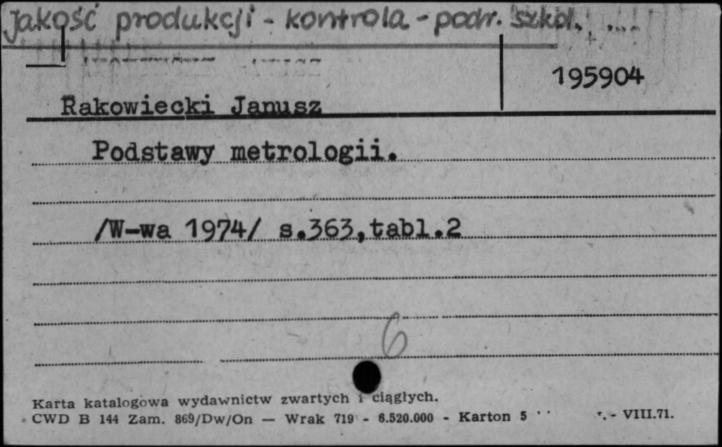 jakość produkcji - kontrola - podr. szkol.
195904
Rakowiecki Janusz
Podstawy metrologii.
/W-wa 1974/ s.363,tabl.2
6
Karta katalogowa wydawnictw zwartych i ciągłych.
CWD B 144 Zam. 869/Dw/On — Wrak 719 - 6.520.000 - Karton 5 - VIII.71.